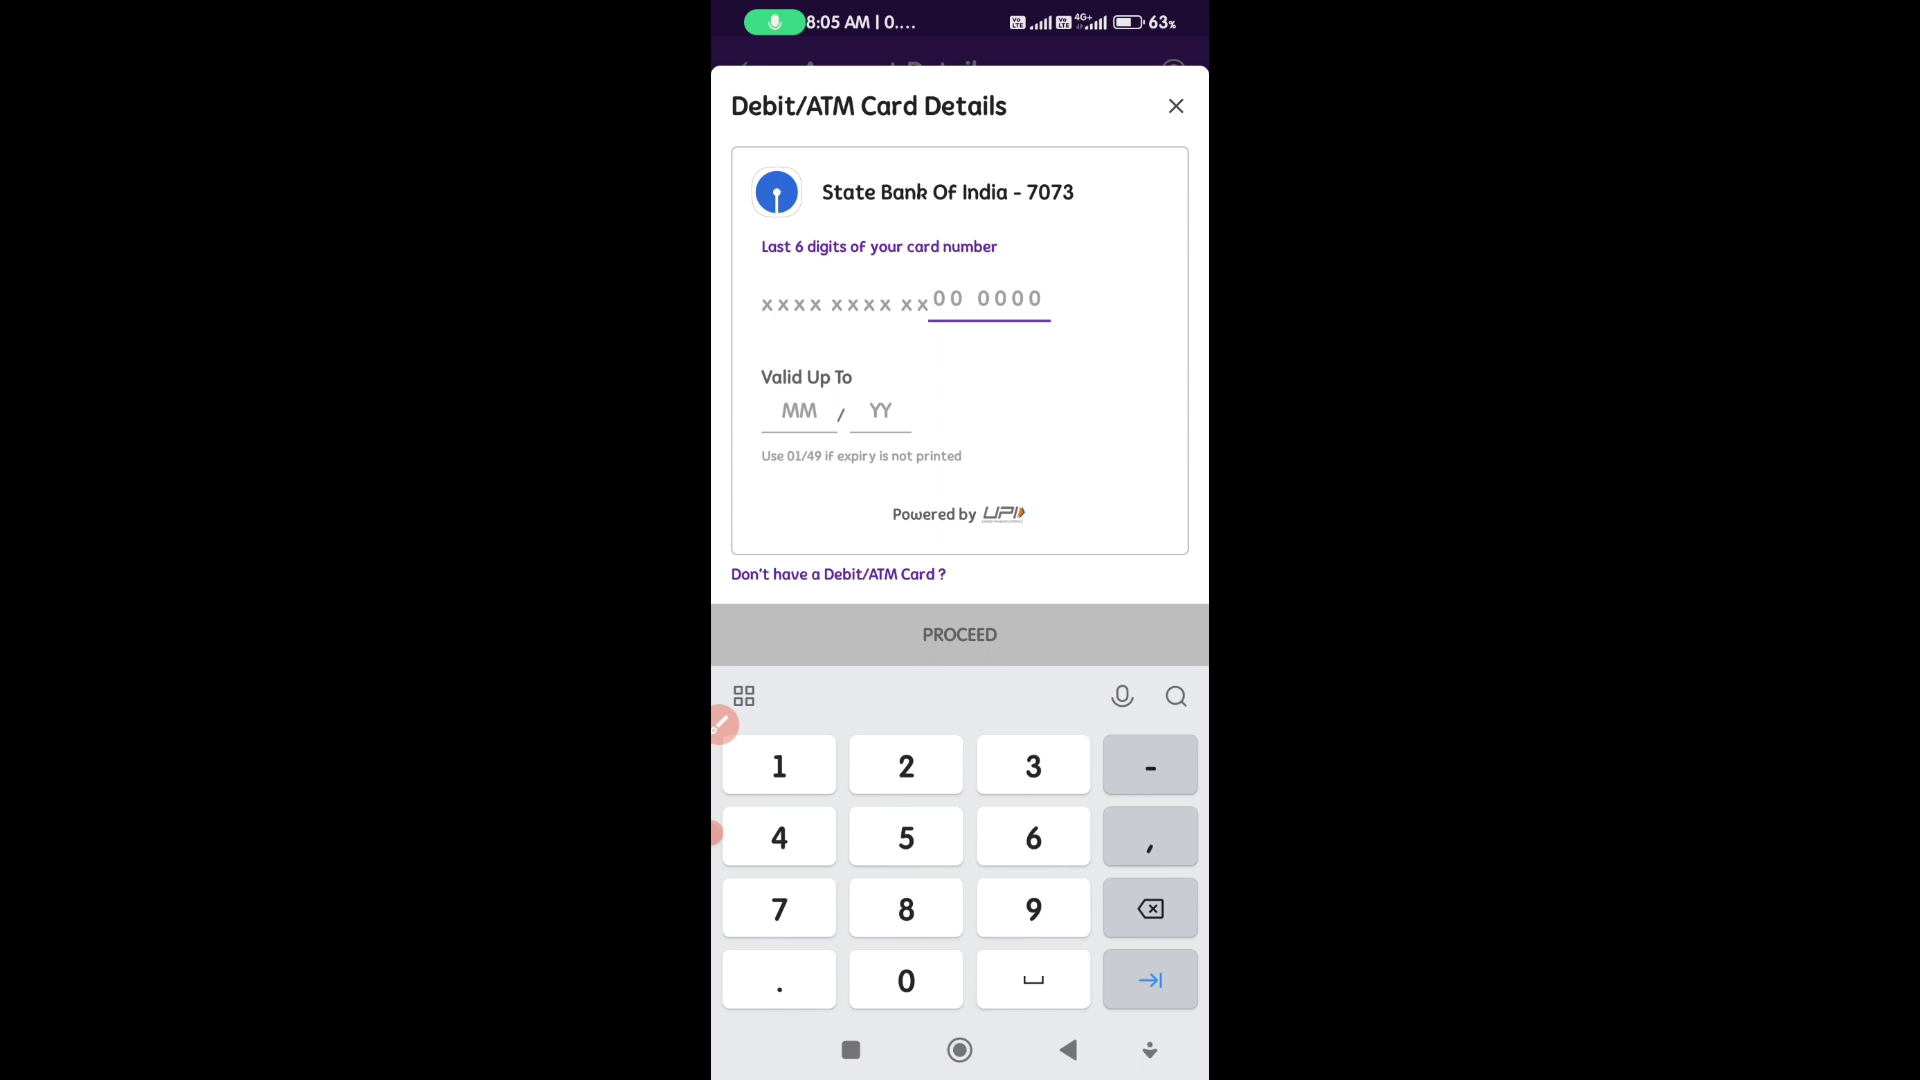 8:05 AM | 0....
4G+
63%
Debit/ATM Card Details
State Bank Of India - 7073
Last 6 digits of your card number
xxxx xxxx xx00 0000
Valid Up To
MM / YY
Use 01/49 if expiry is not printed
Powered by UPI
Don't have a Debit/ATM Card ?
PROCEED
1 2 3 -
4 5 6 ,
7 8 9
. 0